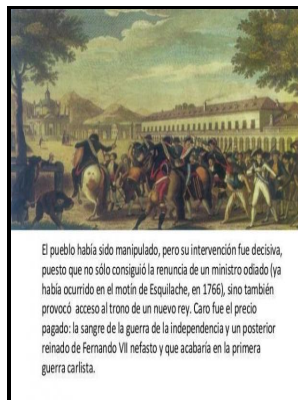 El pueblo había sido manipulado, pero su intervención fue decisiva,
puesto que no sólo consiguió la renuncia de un ministro odiado (ya
había ocurrido en el motín de Esquilache, en 1766), sino también
provocó acceso al trono de un nuevo rey. Caro fue el precio
pagado: la sangre de la guerra de la independencia y un posterior
reinado de Fernando VII nefasto y que acabaría en la primera
guerra carlista.